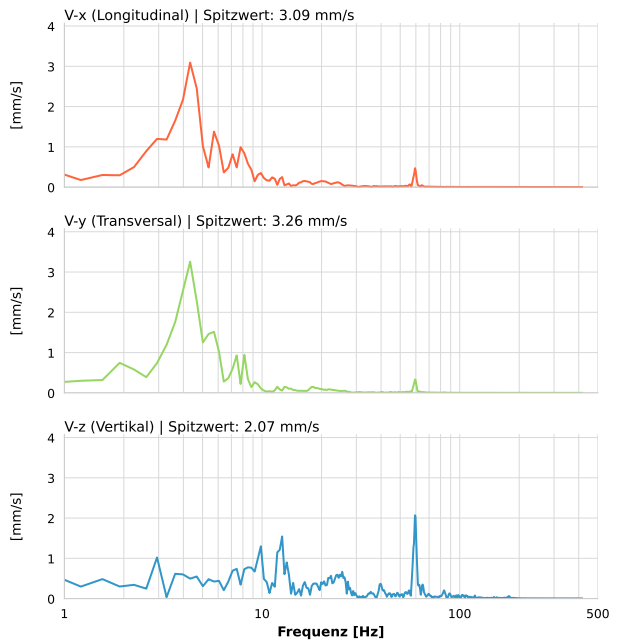 V-x (Longitudinal) | Spitzwert: 3.09 mm/s
4
3
2
1
0
[mm/s]
V-y (Transversal) | Spitzwert: 3.26 mm/s
4
3
2
1
0
[mm/s]
V-z (Vertikal) | Spitzwert: 2.07 mm/s
4
3
2
1
0
[mm/s]
1 10 100 500
Frequenz [Hz]